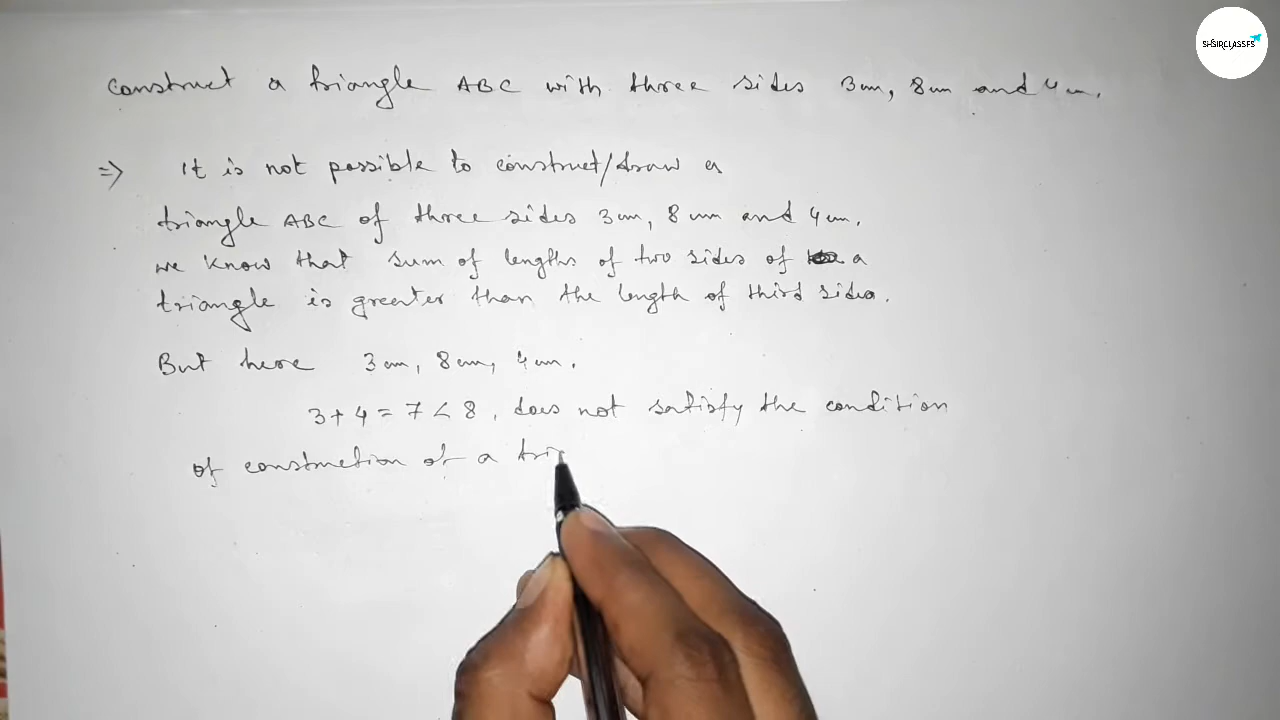 SHSIRCLASSES
construct a triangle ABC with three sides 3cm, 8cm and 4cm.
=> It is not possible to construct/draw a
triangle ABC of three sides 3cm, 8cm and 4cm.
we know that sum of lengths of two sides of a
triangle is greater than the length of third side.
But here 3cm, 8cm, 4cm.
3+4=7<8, does not satisfy the condition
of construction of a tri